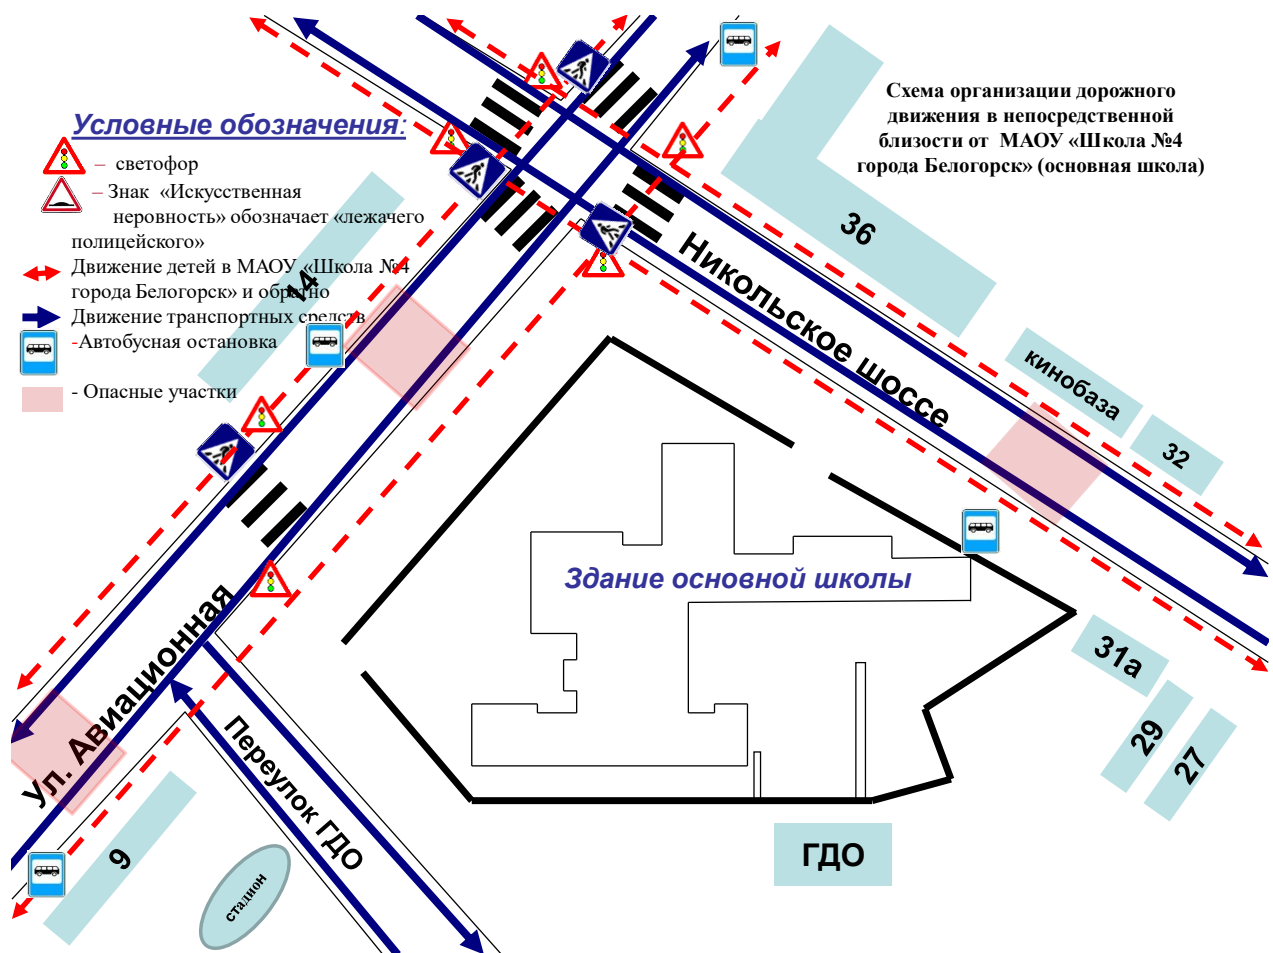 Схема организации дорожного
движения в непосредственной
близости от МАОУ «Школа №4
города Белогорск» (основная школа)
Условные обозначения:
– светофор
– Знак «Искусственная
неровность» обозначает «лежачего
полицейского»
Движение детей в МАОУ «Школа №4
города Белогорск» и обратно
Движение транспортных средств
-Автобусная остановка
- Опасные участки
14
36
Никольское шоссе
кинобаза
32
Здание основной школы
31а
29
27
Ул. Авиационная
Переулок ГДО
9
стадион
ГДО